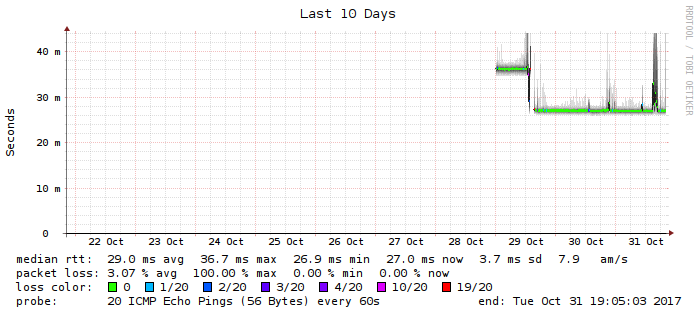 Last 10 Days
RRDTOOL / TOBI OETIKER
Seconds
40 m
30 m
20 m
10 m
0
22 Oct 23 Oct 24 Oct 25 Oct 26 Oct 27 Oct 28 Oct 29 Oct 30 Oct 31 Oct
median rtt: 29.0 ms avg 36.7 ms max 26.9 ms min 27.0 ms now 3.7 ms sd 7.9 am/s
packet loss: 3.07 % avg 100.00 % max 0.00 % min 0.00 % now
loss color: 0 1/20 2/20 3/20 4/20 10/20 19/20
probe: 20 ICMP Echo Pings (56 Bytes) every 60s end: Tue Oct 31 19:05:03 2017